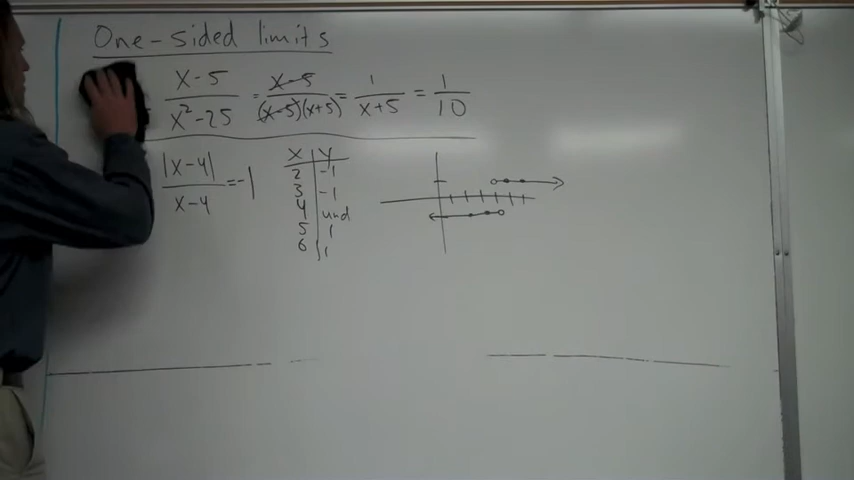 One-sided limits
x-5 / x²-25 = x-5 / (x-5)(x+5) = 1 / x+5 = 1 / 10
|x-4| / x-4 = -1
x | y
2 | -1
3 | -1
4 | und
5 | 1
6 | 1